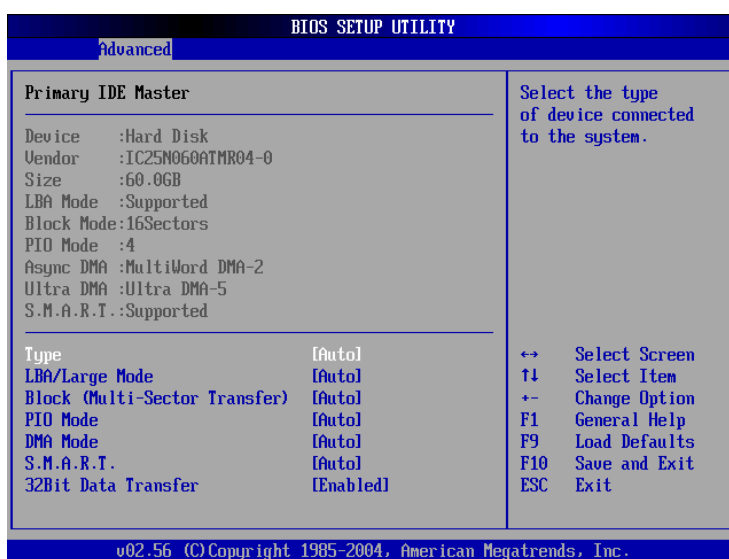 BIOS SETUP UTILITY
Advanced
Primary IDE Master
Device :Hard Disk
Vendor :IC25N060ATMR04-0
Size :60.0GB
LBA Mode :Supported
Block Mode:16Sectors
PIO Mode :4
Async DMA :MultiWord DMA-2
Ultra DMA :Ultra DMA-5
S.M.A.R.T.:Supported
Type [Auto]
LBA/Large Mode [Auto]
Block (Multi-Sector Transfer) [Auto]
PIO Mode [Auto]
DMA Mode [Auto]
S.M.A.R.T. [Auto]
32Bit Data Transfer [Enabled]
Select the type
of device connected
to the system.
↔ Select Screen
↑↓ Select Item
+- Change Option
F1 General Help
F9 Load Defaults
F10 Save and Exit
ESC Exit
v02.56 (C)Copyright 1985-2004, American Megatrends, Inc.